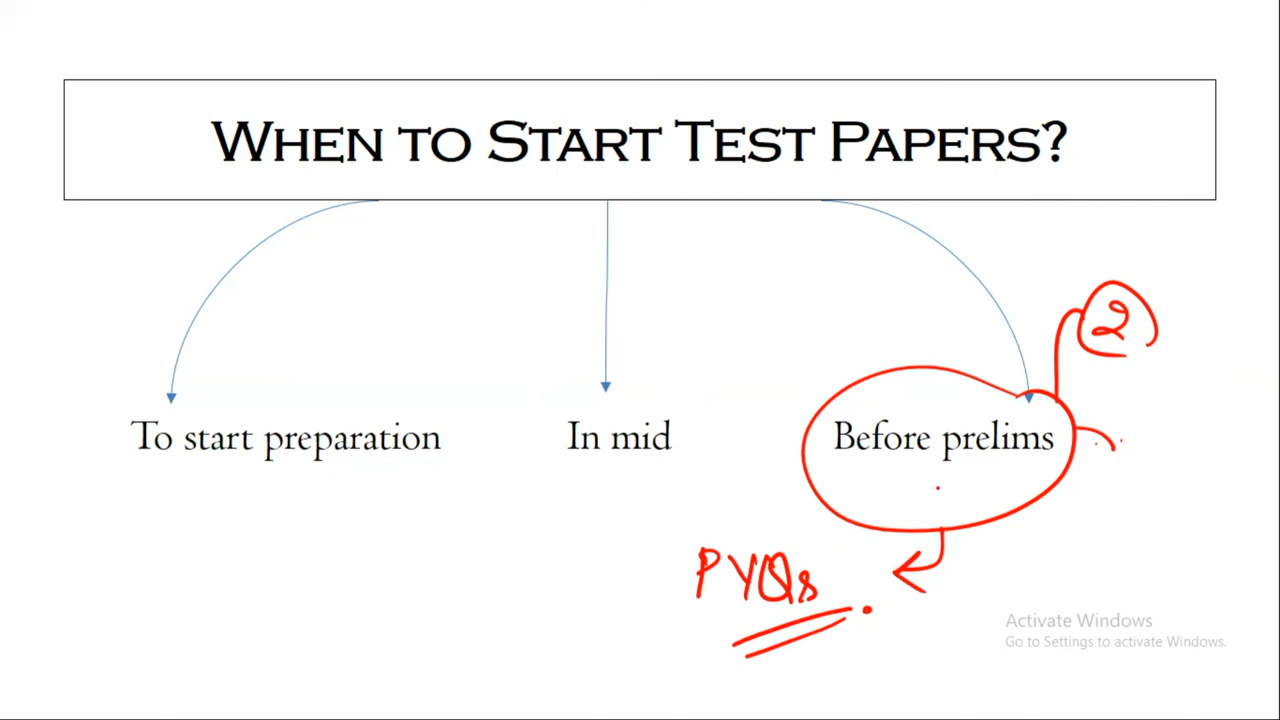 WHEN TO START TEST PAPERS?
2
To start preparation
In mid
Before prelims
PYQs
Activate Windows
Go to Settings to activate Windows.